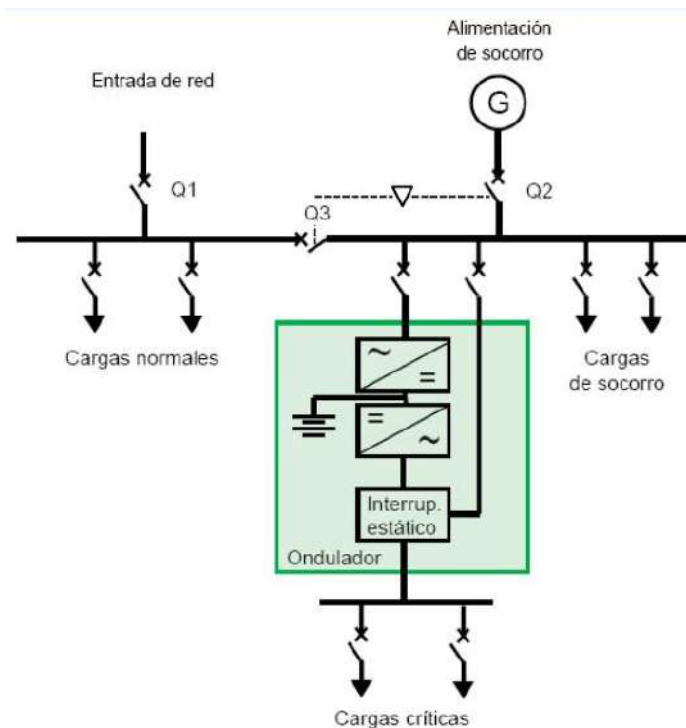 Alimentación
de socorro
Entrada de red
G
Q1
Q2
Q3
Cargas normales
Cargas
de socorro
~
=
=
~
Interrup.
estático
Ondulador
Cargas críticas